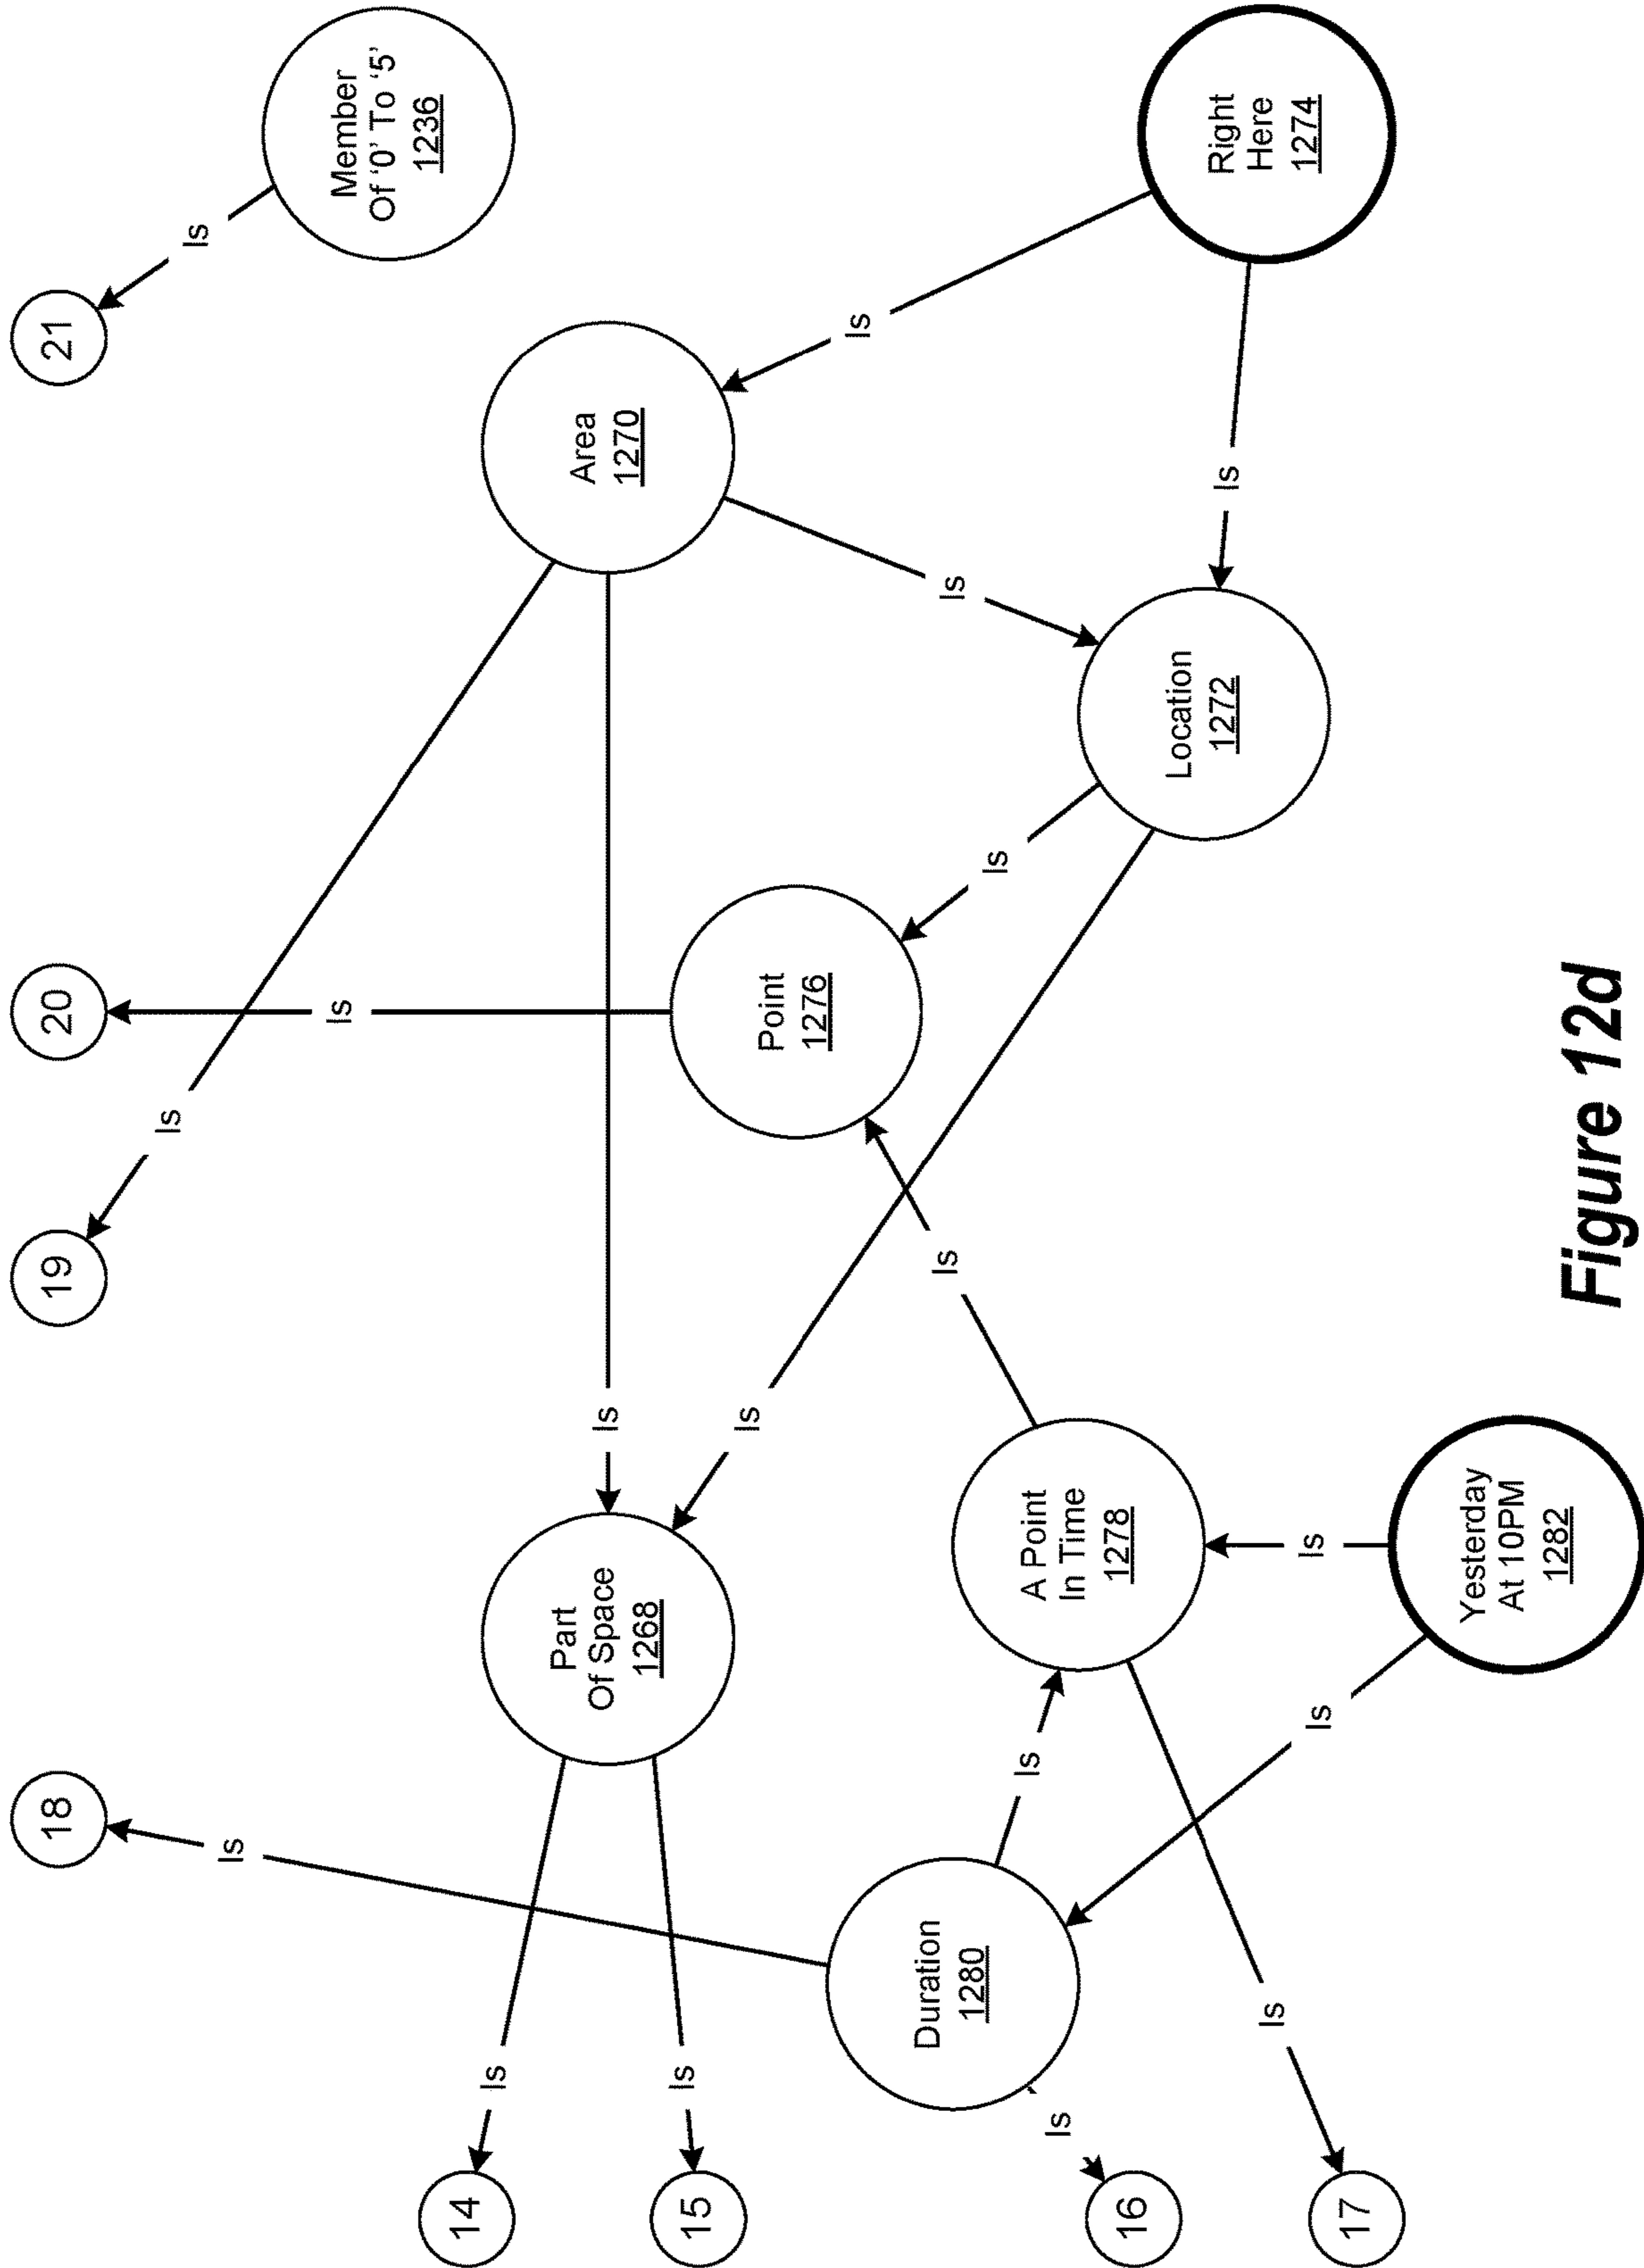 18
19
20
21
Is
Is
Is
Is
Member
Of '0' To '5'
1236
14
Is
Part
Of Space
1268
Is
Area
1270
15
Is
Is
Is
Point
1276
Is
Is
Duration
1280
Is
Is
A Point
In Time
1278
Is
Location
1272
Is
Right
Here
1274
16
Is
17
Is
Is
Is
Yesterday
At 10PM
1282
Figure 12d